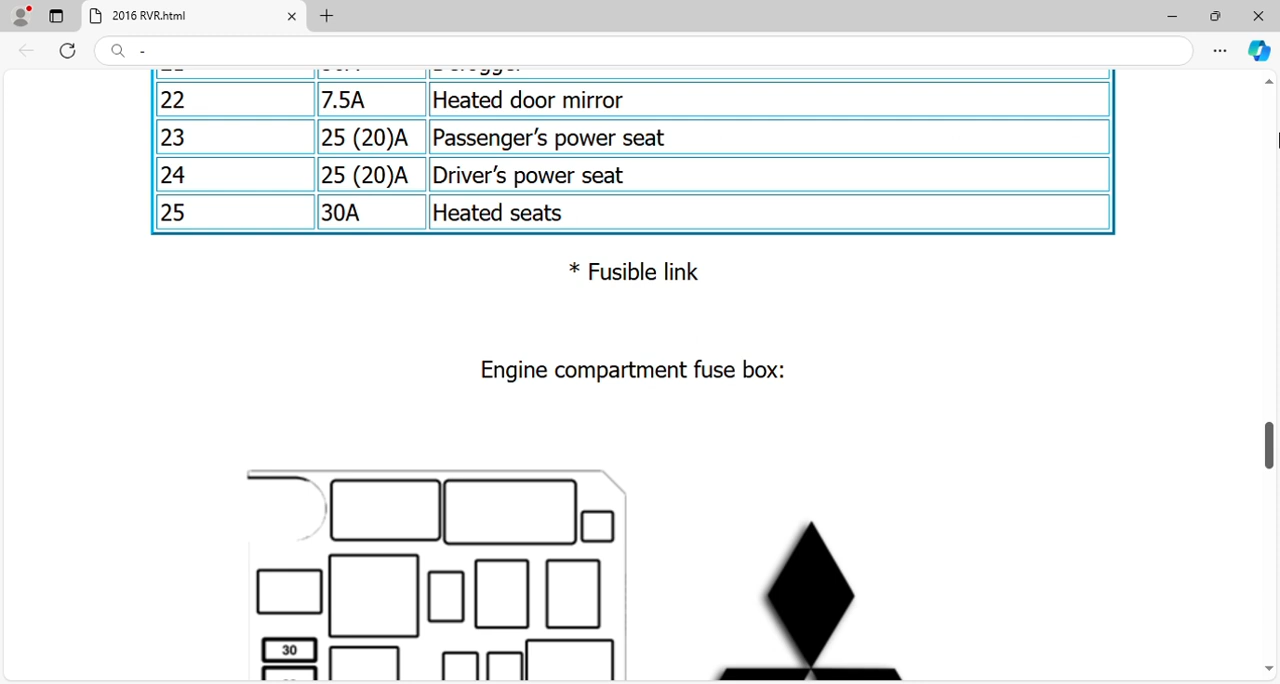 2016 RVR.html
-
22 7.5A Heated door mirror
23 25 (20)A Passenger's power seat
24 25 (20)A Driver's power seat
25 30A Heated seats
* Fusible link
Engine compartment fuse box:
30